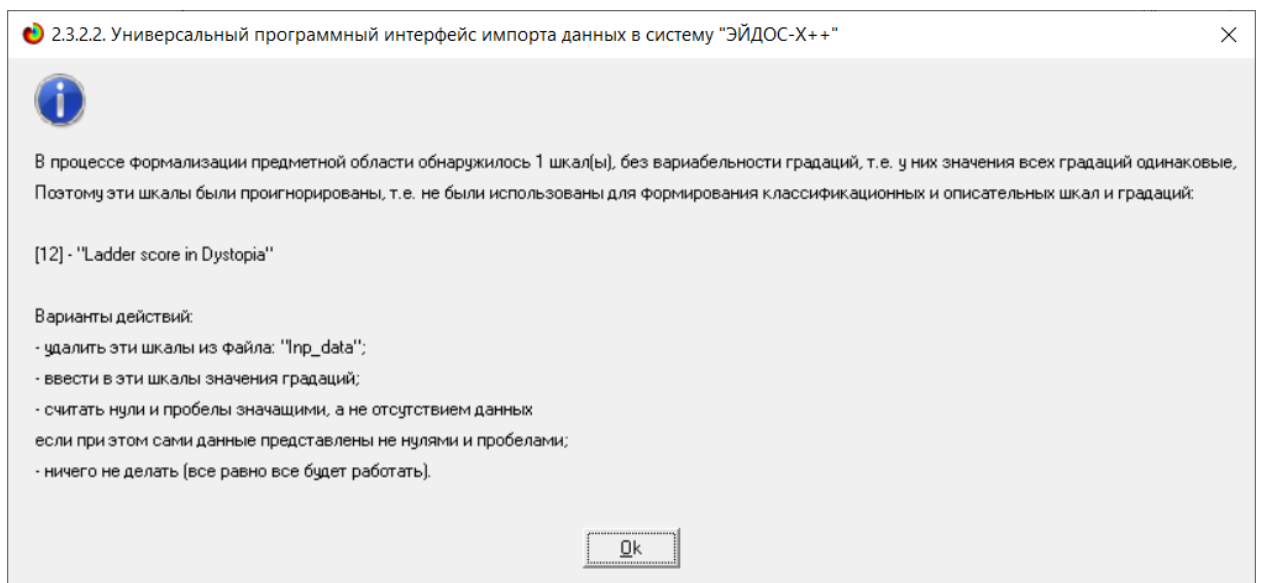 2.3.2.2. Универсальный программный интерфейс импорта данных в систему "ЭЙДОС-X++"
В процессе формализации предметной области обнаружилось 1 шкал(ы), без вариабельности градаций, т.е. у них значения всех градаций одинаковые,
Поэтому эти шкалы были проигнорированы, т.е. не были использованы для формирования классификационных и описательных шкал и градаций:
[12] - "Ladder score in Dystopia"
Варианты действий:
- удалить эти шкалы из файла: "Inp_data";
- ввести в эти шкалы значения градаций;
- считать нули и пробелы значащими, а не отсутствием данных
если при этом сами данные представлены не нулями и пробелами;
- ничего не делать (все равно все будет работать).
Ok